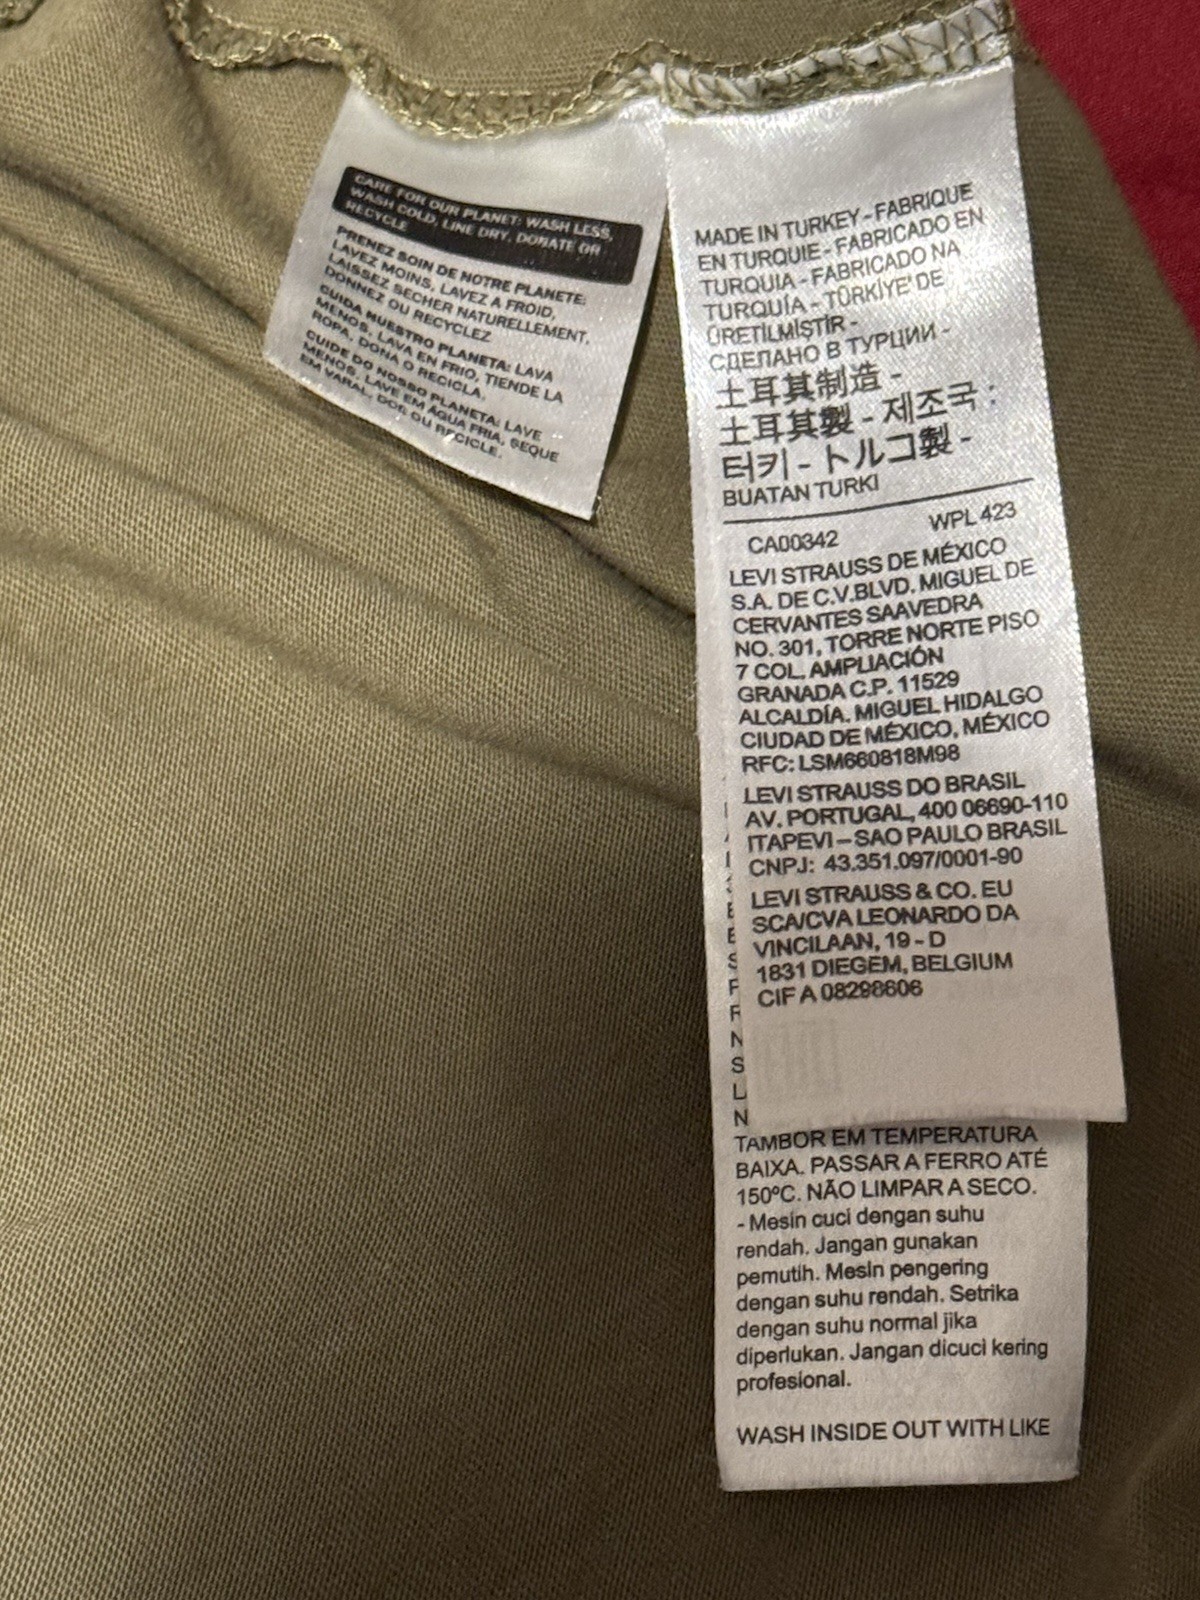 CARE FOR OUR PLANET: WASH LESS,
WASH COLD, LINE DRY, DONATE OR
RECYCLE
PRENEZ SOIN DE NOTRE PLANETE:
LAVEZ MOINS, LAVEZ A FROID,
LAISSEZ SECHER NATURELLEMENT,
DONNEZ OU RECYCLEZ
CUIDA NUESTRO PLANETA: LAVA
MENOS, LAVA EN FRIO, TIENDE LA
ROPA, DONA O RECICLA.
CUIDE DO NOSSO PLANETA: LAVE
MENOS, LAVE EM ÁGUA FRIA, SEQUE
EM VARAL, DOE OU RECICLE.
MADE IN TURKEY - FABRIQUE
EN TURQUIE - FABRICADO EN
TURQUIA - FABRICADO NA
TURQUÍA - TÜRKİYE' DE
ÜRETİLMİŞTİR -
СДЕЛАНО В ТУРЦИИ -
土耳其制造 -
土耳其製 - 제조국 :
터키 - トルコ製 -
BUATAN TURKI
CA00342 WPL 423
LEVI STRAUSS DE MÉXICO
S.A. DE C.V.BLVD. MIGUEL DE
CERVANTES SAAVEDRA
NO. 301, TORRE NORTE PISO
7 COL. AMPLIACIÓN
GRANADA C.P. 11529
ALCALDÍA. MIGUEL HIDALGO
CIUDAD DE MÉXICO, MÉXICO
RFC: LSM660818M98
LEVI STRAUSS DO BRASIL
AV. PORTUGAL, 400 06690-110
ITAPEVI – SAO PAULO BRASIL
CNPJ: 43.351.097/0001-90
LEVI STRAUSS & CO. EU
SCA/CVA LEONARDO DA
VINCILAAN, 19 - D
1831 DIEGEM, BELGIUM
CIF A 08298606
TAMBOR EM TEMPERATURA
BAIXA. PASSAR A FERRO ATÉ
150ºC. NÃO LIMPAR A SECO.
- Mesin cuci dengan suhu
rendah. Jangan gunakan
pemutih. Mesin pengering
dengan suhu rendah. Setrika
dengan suhu normal jika
diperlukan. Jangan dicuci kering
profesional.
WASH INSIDE OUT WITH LIKE